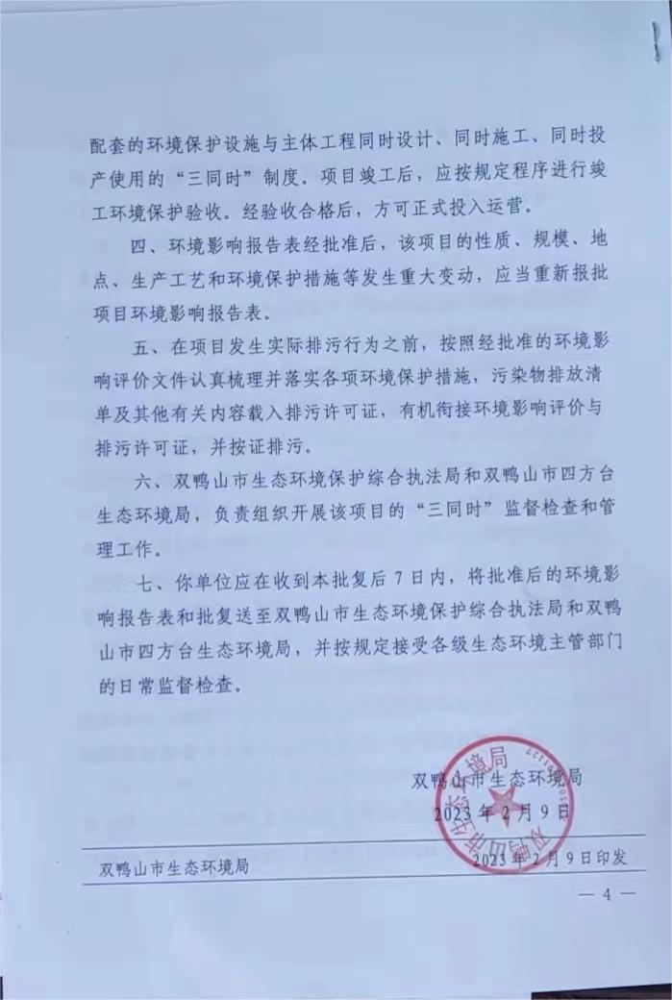 配套的环境保护设施与主体工程同时设计、同时施工、同时投
产使用的“三同时”制度。项目竣工后，应按规定程序进行竣
工环境保护验收。经验收合格后，方可正式投入运营。
四、环境影响报告表经批准后，该项目的性质、规模、地
点、生产工艺和环境保护措施等发生重大变动，应当重新报批
项目环境影响报告表。
五、在项目发生实际排污行为之前，按照经批准的环境影
响评价文件认真梳理并落实各项环境保护措施，污染物排放清
单及其他有关内容载入排污许可证，有机衔接环境影响评价与
排污许可证，并按证排污。
六、双鸭山市生态环境保护综合执法局和双鸭山市四方台
生态环境局，负责组织开展该项目的“三同时”监督检查和管
理工作。
七、你单位应在收到本批复后7日内，将批准后的环境影
响报告表和批复送至双鸭山市生态环境保护综合执法局和双鸭
山市四方台生态环境局，并按规定接受各级生态环境主管部门
的日常监督检查。
双鸭山市生态环境局
2023年2月9日
双鸭山市生态环境局
双鸭山市生态环境局
2023年2月9日印发
— 4 —